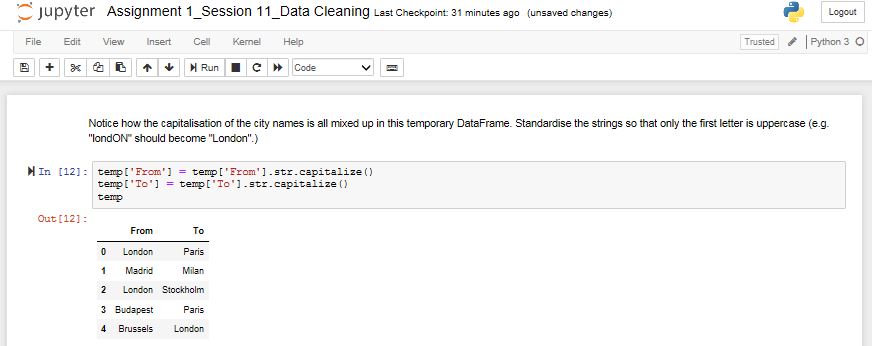 jupyter Assignment 1_Session 11_Data Cleaning Last Checkpoint: 31 minutes ago (unsaved changes) Logout
File Edit View Insert Cell Kernel Help Trusted Python 3
Run Code
Notice how the capitalisation of the city names is all mixed up in this temporary DataFrame. Standardise the strings so that only the first letter is uppercase (e.g.
"londON" should become "London".)
In [12]: temp['From'] = temp['From'].str.capitalize()
temp['To'] = temp['To'].str.capitalize()
temp
Out[12]:
From To
0 London Paris
1 Madrid Milan
2 London Stockholm
3 Budapest Paris
4 Brussels London